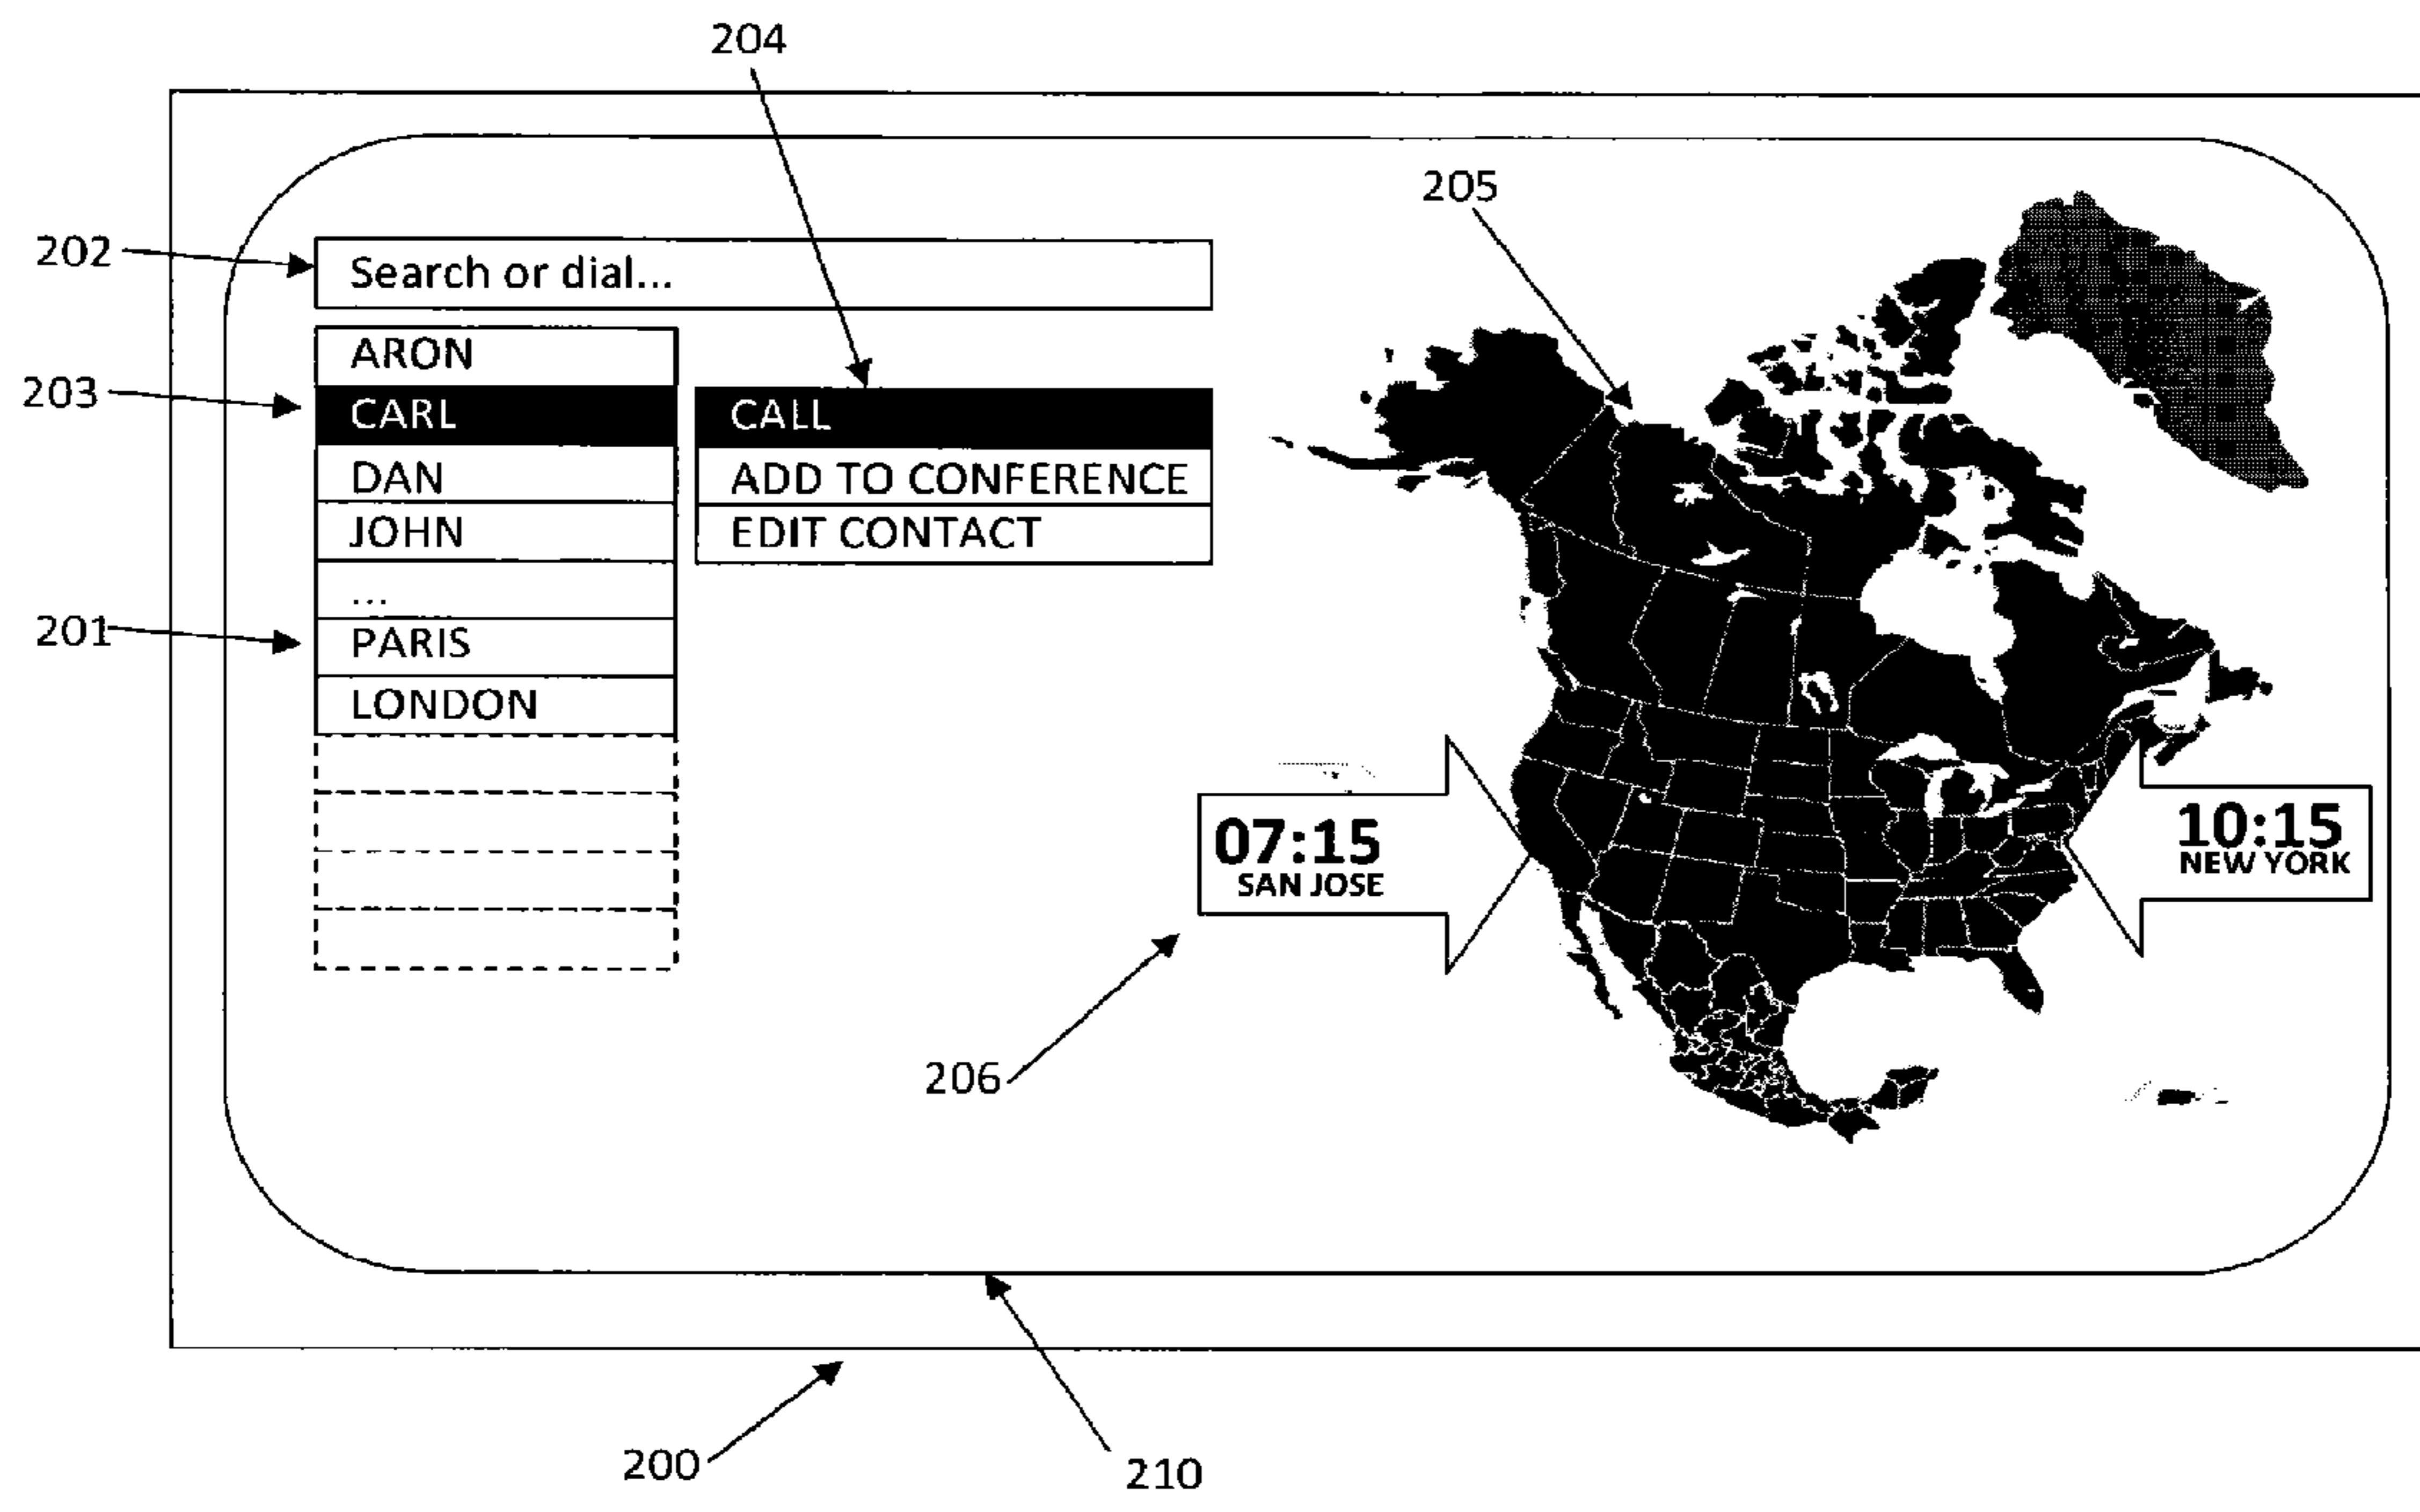 204
205
202
Search or dial...
ARON
203
CARL
CALL
DAN
ADD TO CONFERENCE
JOHN
EDIT CONTACT
...
201
PARIS
LONDON
07:15
SAN JOSE
10:15
NEW YORK
206
200
210